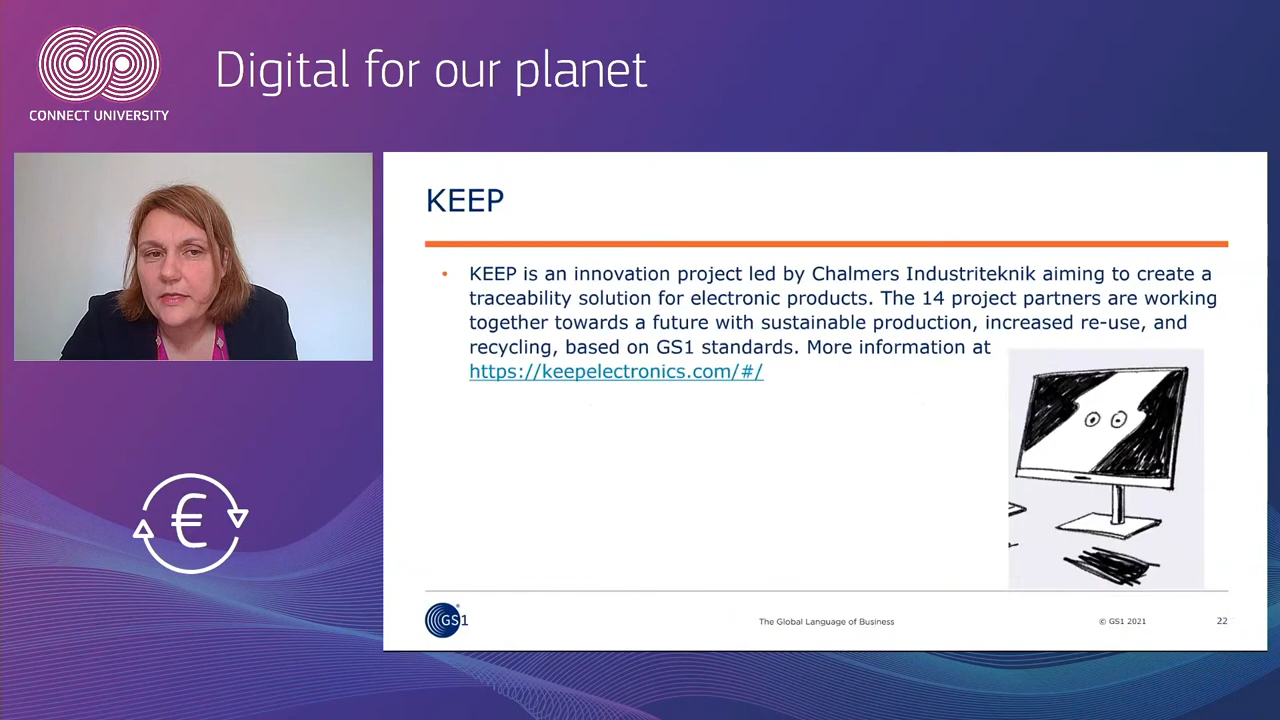 Digital for our planet
CONNECT UNIVERSITY
KEEP
• KEEP is an innovation project led by Chalmers Industriteknik aiming to create a
traceability solution for electronic products. The 14 project partners are working
together towards a future with sustainable production, increased re-use, and
recycling, based on GS1 standards. More information at
https://keepelectronics.com/#/
€
GS1
The Global Language of Business
© GS1 2021
22